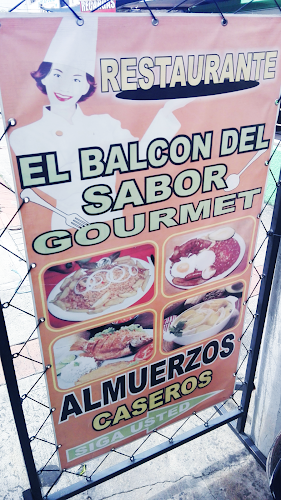 RESTAURANTE
EL BALCON DEL
SABOR
GOURMET
ALMUERZOS
CASEROS
SIGA USTED